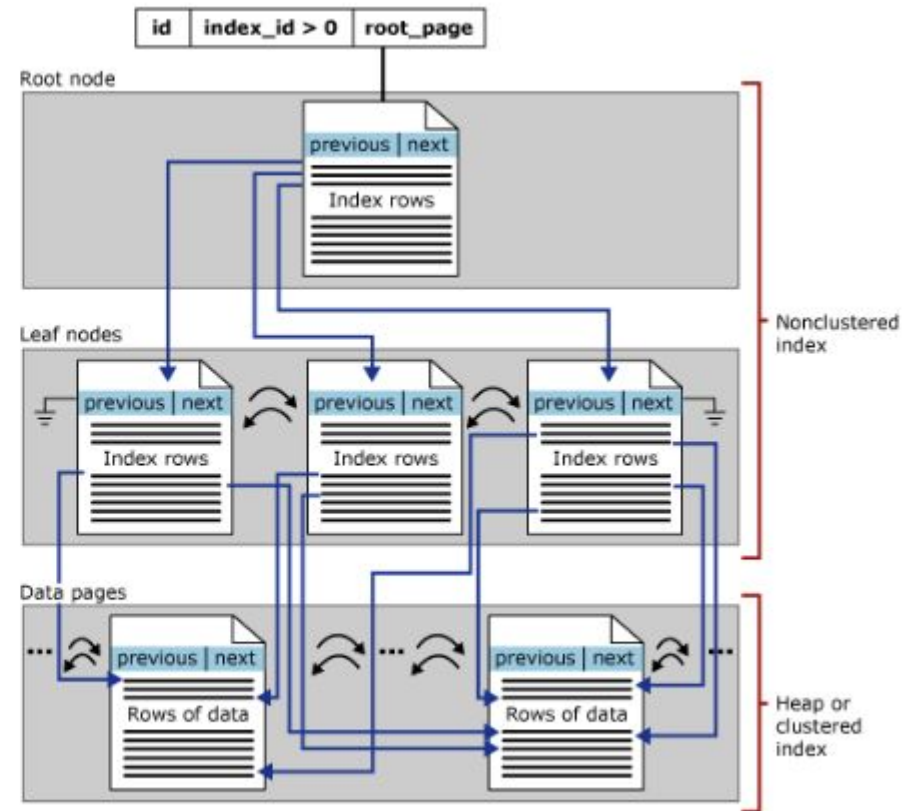 id index_id > 0 root_page
Root node
previous next
Index rows
Nonclustered
index
Leaf nodes
previous next previous next previous next
Index rows Index rows Index rows
Data pages
... ... ...
previous next previous next
Rows of data Rows of data
Heap or
clustered
index